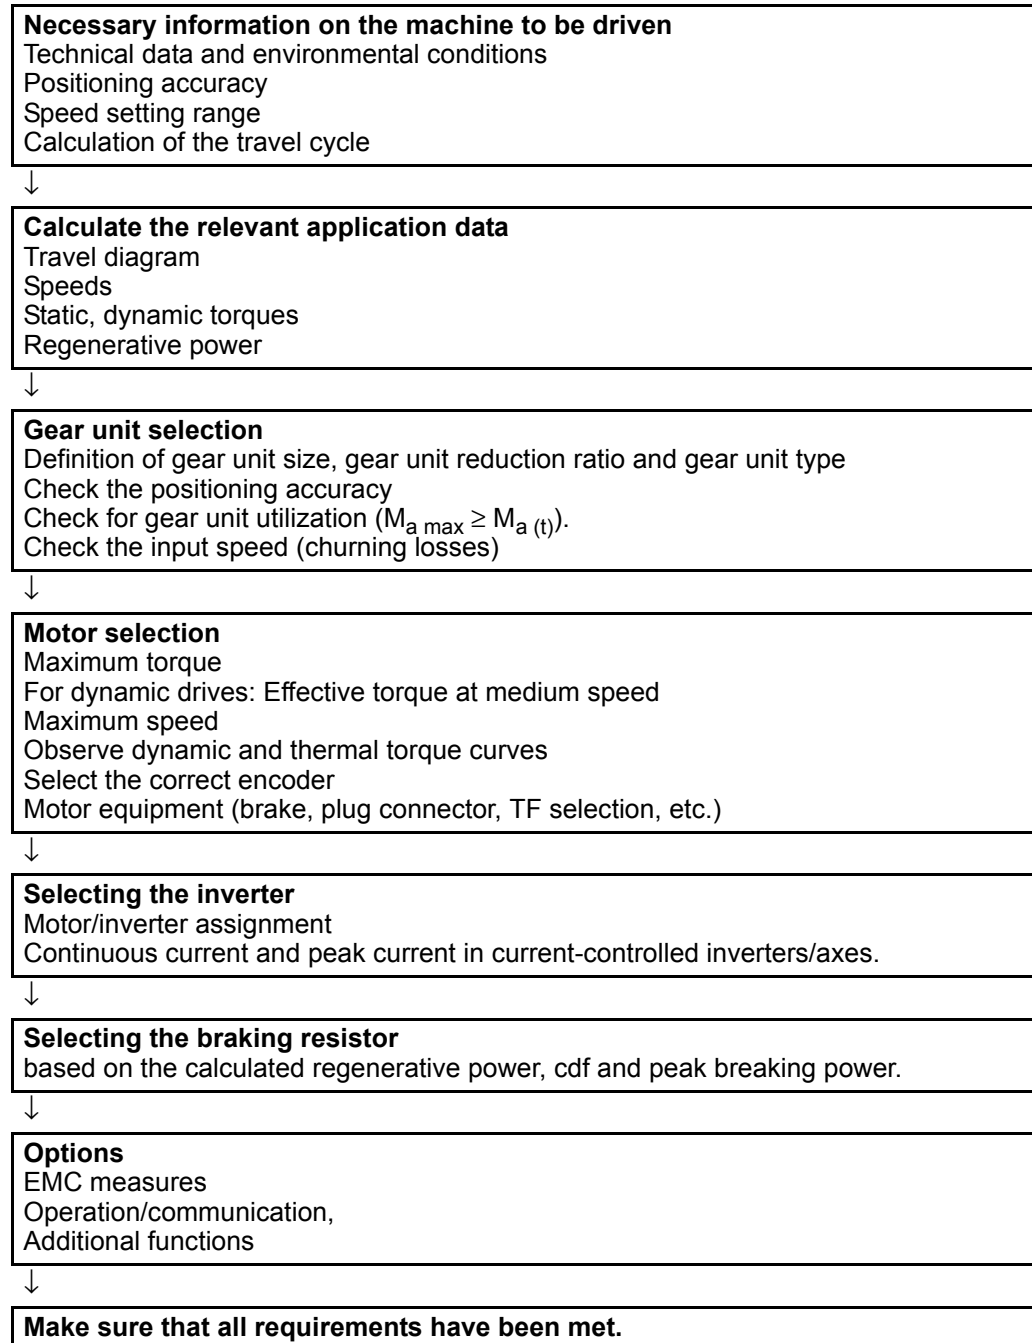 Necessary information on the machine to be driven
Technical data and environmental conditions
Positioning accuracy
Speed setting range
Calculation of the travel cycle
↓
Calculate the relevant application data
Travel diagram
Speeds
Static, dynamic torques
Regenerative power
↓
Gear unit selection
Definition of gear unit size, gear unit reduction ratio and gear unit type
Check the positioning accuracy
Check for gear unit utilization (Ma max ≥ Ma (t)).
Check the input speed (churning losses)
↓
Motor selection
Maximum torque
For dynamic drives: Effective torque at medium speed
Maximum speed
Observe dynamic and thermal torque curves
Select the correct encoder
Motor equipment (brake, plug connector, TF selection, etc.)
↓
Selecting the inverter
Motor/inverter assignment
Continuous current and peak current in current-controlled inverters/axes.
↓
Selecting the braking resistor
based on the calculated regenerative power, cdf and peak breaking power.
↓
Options
EMC measures
Operation/communication,
Additional functions
↓
Make sure that all requirements have been met.